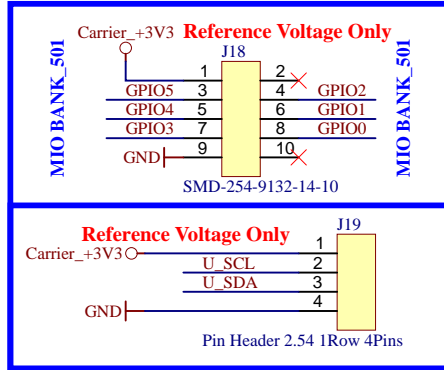 Reference Voltage Only
Carrier_+3V3
J18
MIO BANK_501
MIO BANK_501
1 2
GPIO5 3 4 GPIO2
GPIO4 5 6 GPIO1
GPIO3 7 8 GPIO0
GND 9 10
SMD-254-9132-14-10
J19
Reference Voltage Only
Carrier_+3V3 1
U_SCL 2
U_SDA 3
GND 4
Pin Header 2.54 1Row 4Pins